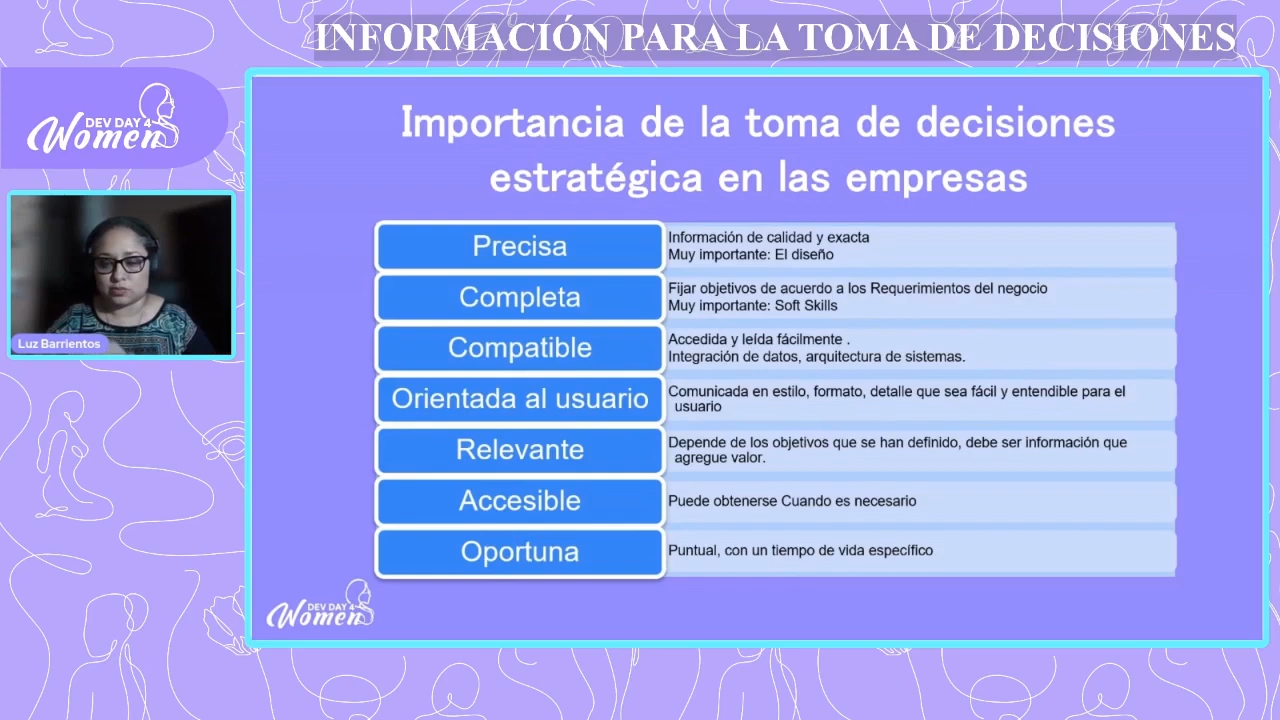 INFORMACIÓN PARA LA TOMA DE DECISIONES
DEV DAY 4
Women
Luz Barrientos
Importancia de la toma de decisiones
estratégica en las empresas
Precisa
Información de calidad y exacta
Muy importante: El diseño
Completa
Fijar objetivos de acuerdo a los Requerimientos del negocio
Muy importante: Soft Skills
Compatible
Accedida y leída fácilmente .
Integración de datos, arquitectura de sistemas.
Orientada al usuario
Comunicada en estilo, formato, detalle que sea fácil y entendible para el
usuario
Relevante
Depende de los objetivos que se han definido, debe ser información que
agregue valor.
Accesible
Puede obtenerse Cuando es necesario
Oportuna
Puntual, con un tiempo de vida específico
DEV DAY 4
Women